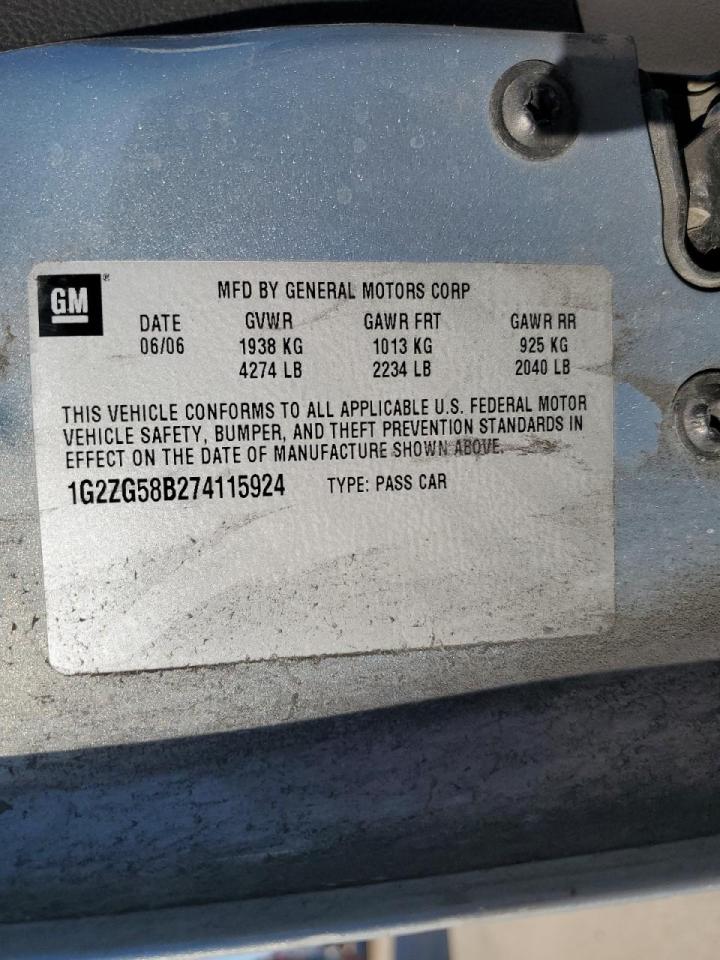 GM®
MFD BY GENERAL MOTORS CORP
DATE GVWR GAWR FRT GAWR RR
06/06 1938 KG 1013 KG 925 KG
4274 LB 2234 LB 2040 LB
THIS VEHICLE CONFORMS TO ALL APPLICABLE U.S. FEDERAL MOTOR
VEHICLE SAFETY, BUMPER, AND THEFT PREVENTION STANDARDS IN
EFFECT ON THE DATE OF MANUFACTURE SHOWN ABOVE.
1G2ZG58B274115924 TYPE: PASS CAR